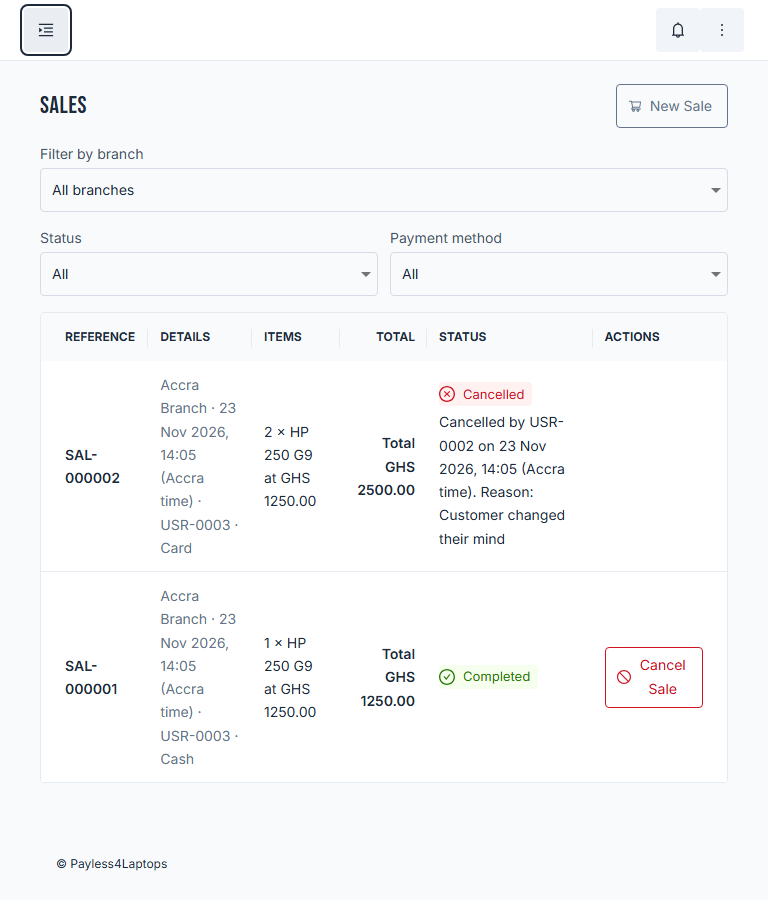 SALES
New Sale
Filter by branch
All branches
Status
Payment method
All
All
REFERENCE DETAILS ITEMS TOTAL STATUS ACTIONS
SAL-
000002
Accra
Branch · 23
Nov 2026,
14:05
(Accra
time) ·
USR-0003 ·
Card
2 × HP
250 G9
at GHS
1250.00
Total
GHS
2500.00
Cancelled
Cancelled by USR-
0002 on 23 Nov
2026, 14:05 (Accra
time). Reason:
Customer changed
their mind
SAL-
000001
Accra
Branch · 23
Nov 2026,
14:05
(Accra
time) ·
USR-0003 ·
Cash
1 × HP
250 G9
at GHS
1250.00
Total
GHS
1250.00
Completed
Cancel
Sale
© Payless4Laptops